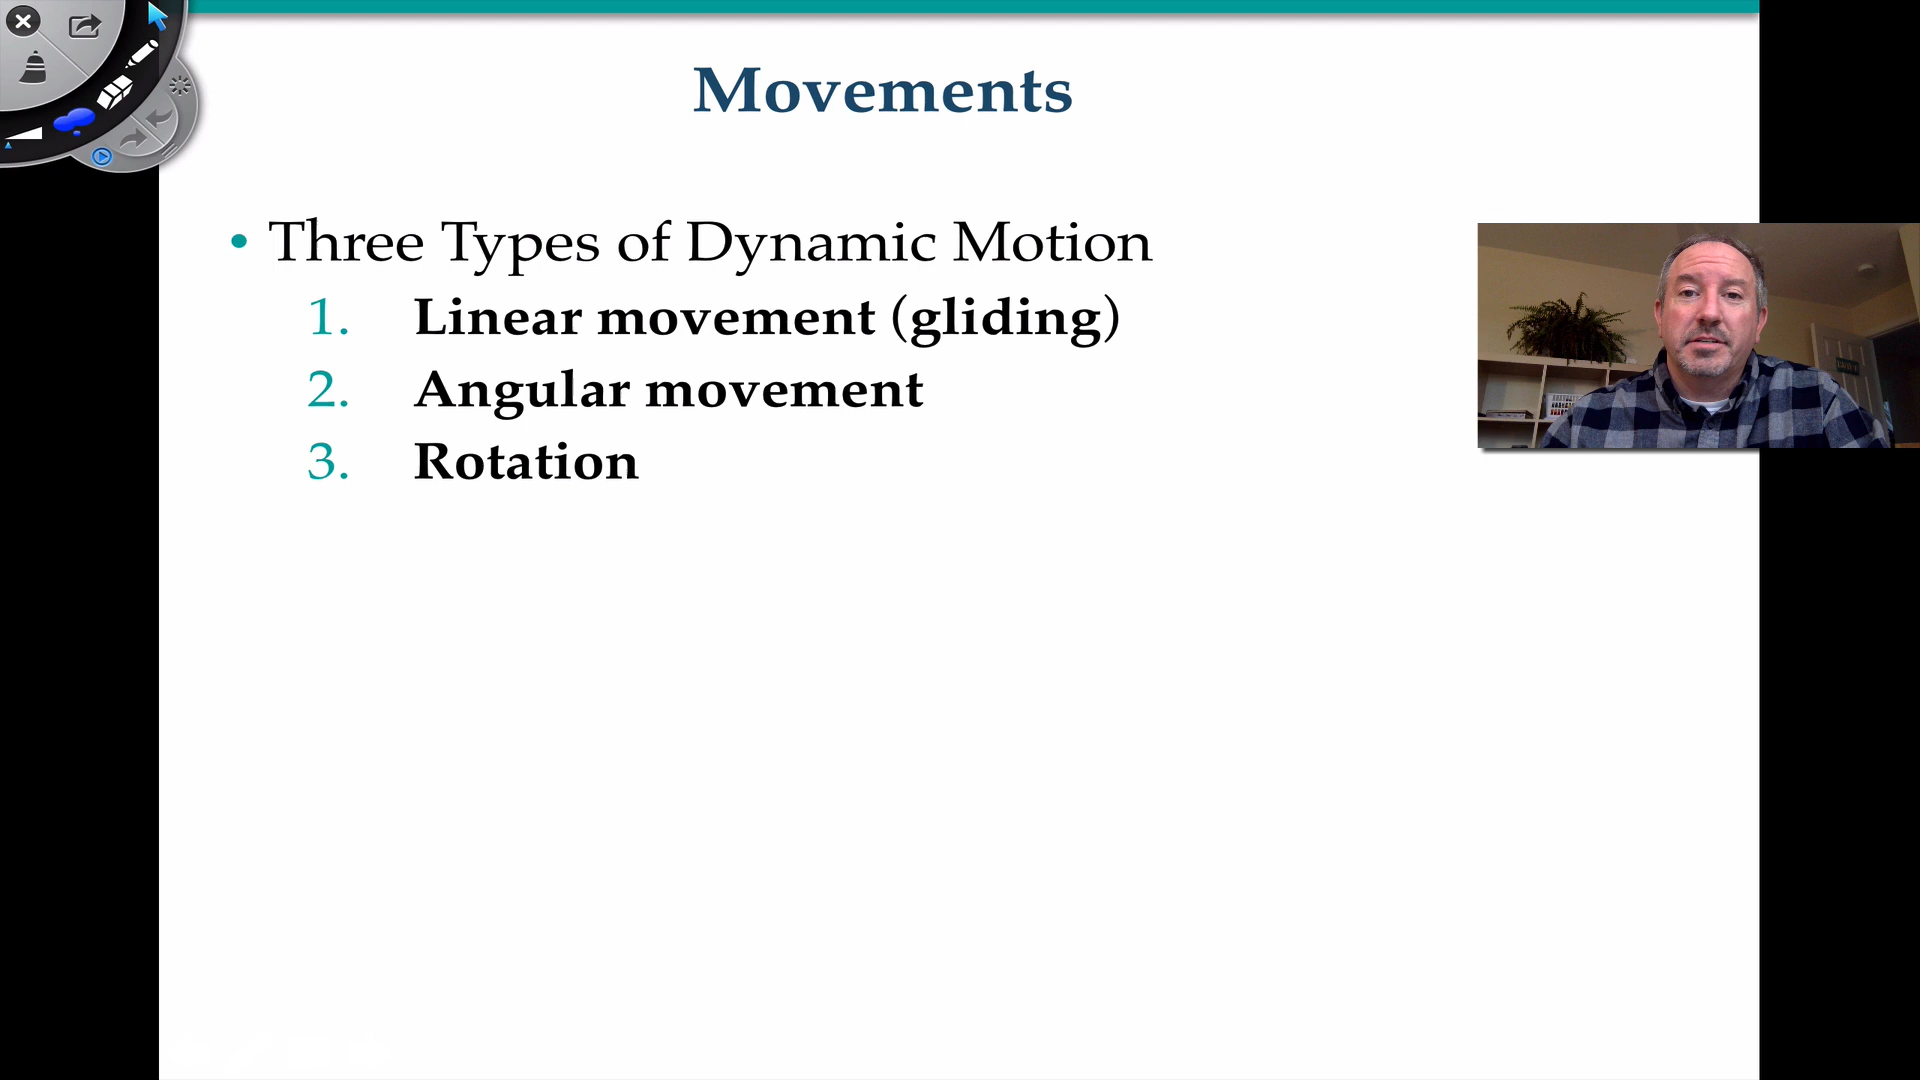 Movements
• Three Types of Dynamic Motion
1. Linear movement (gliding)
2. Angular movement
3. Rotation